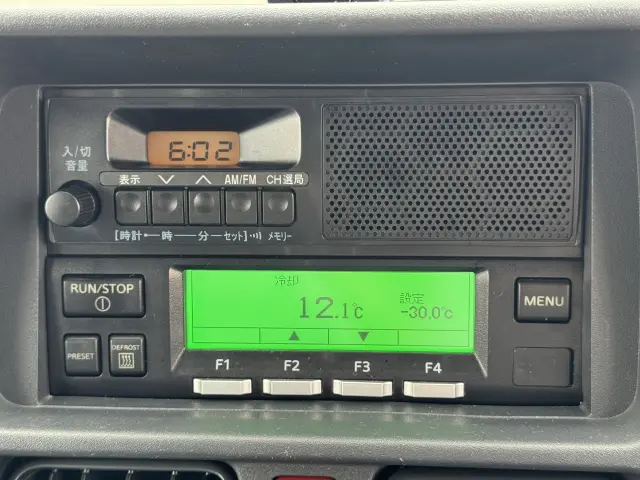 6:02
入/切
音量
表示 ∨ ∧ AM/FM CH選局
[時計•─ 時 ─ 分 ─セット]•))) メモリー
RUN/STOP
冷却
12.1℃
設定
-30.0℃
▲ ▼
MENU
PRESET
DEFROST
F1 F2 F3 F4